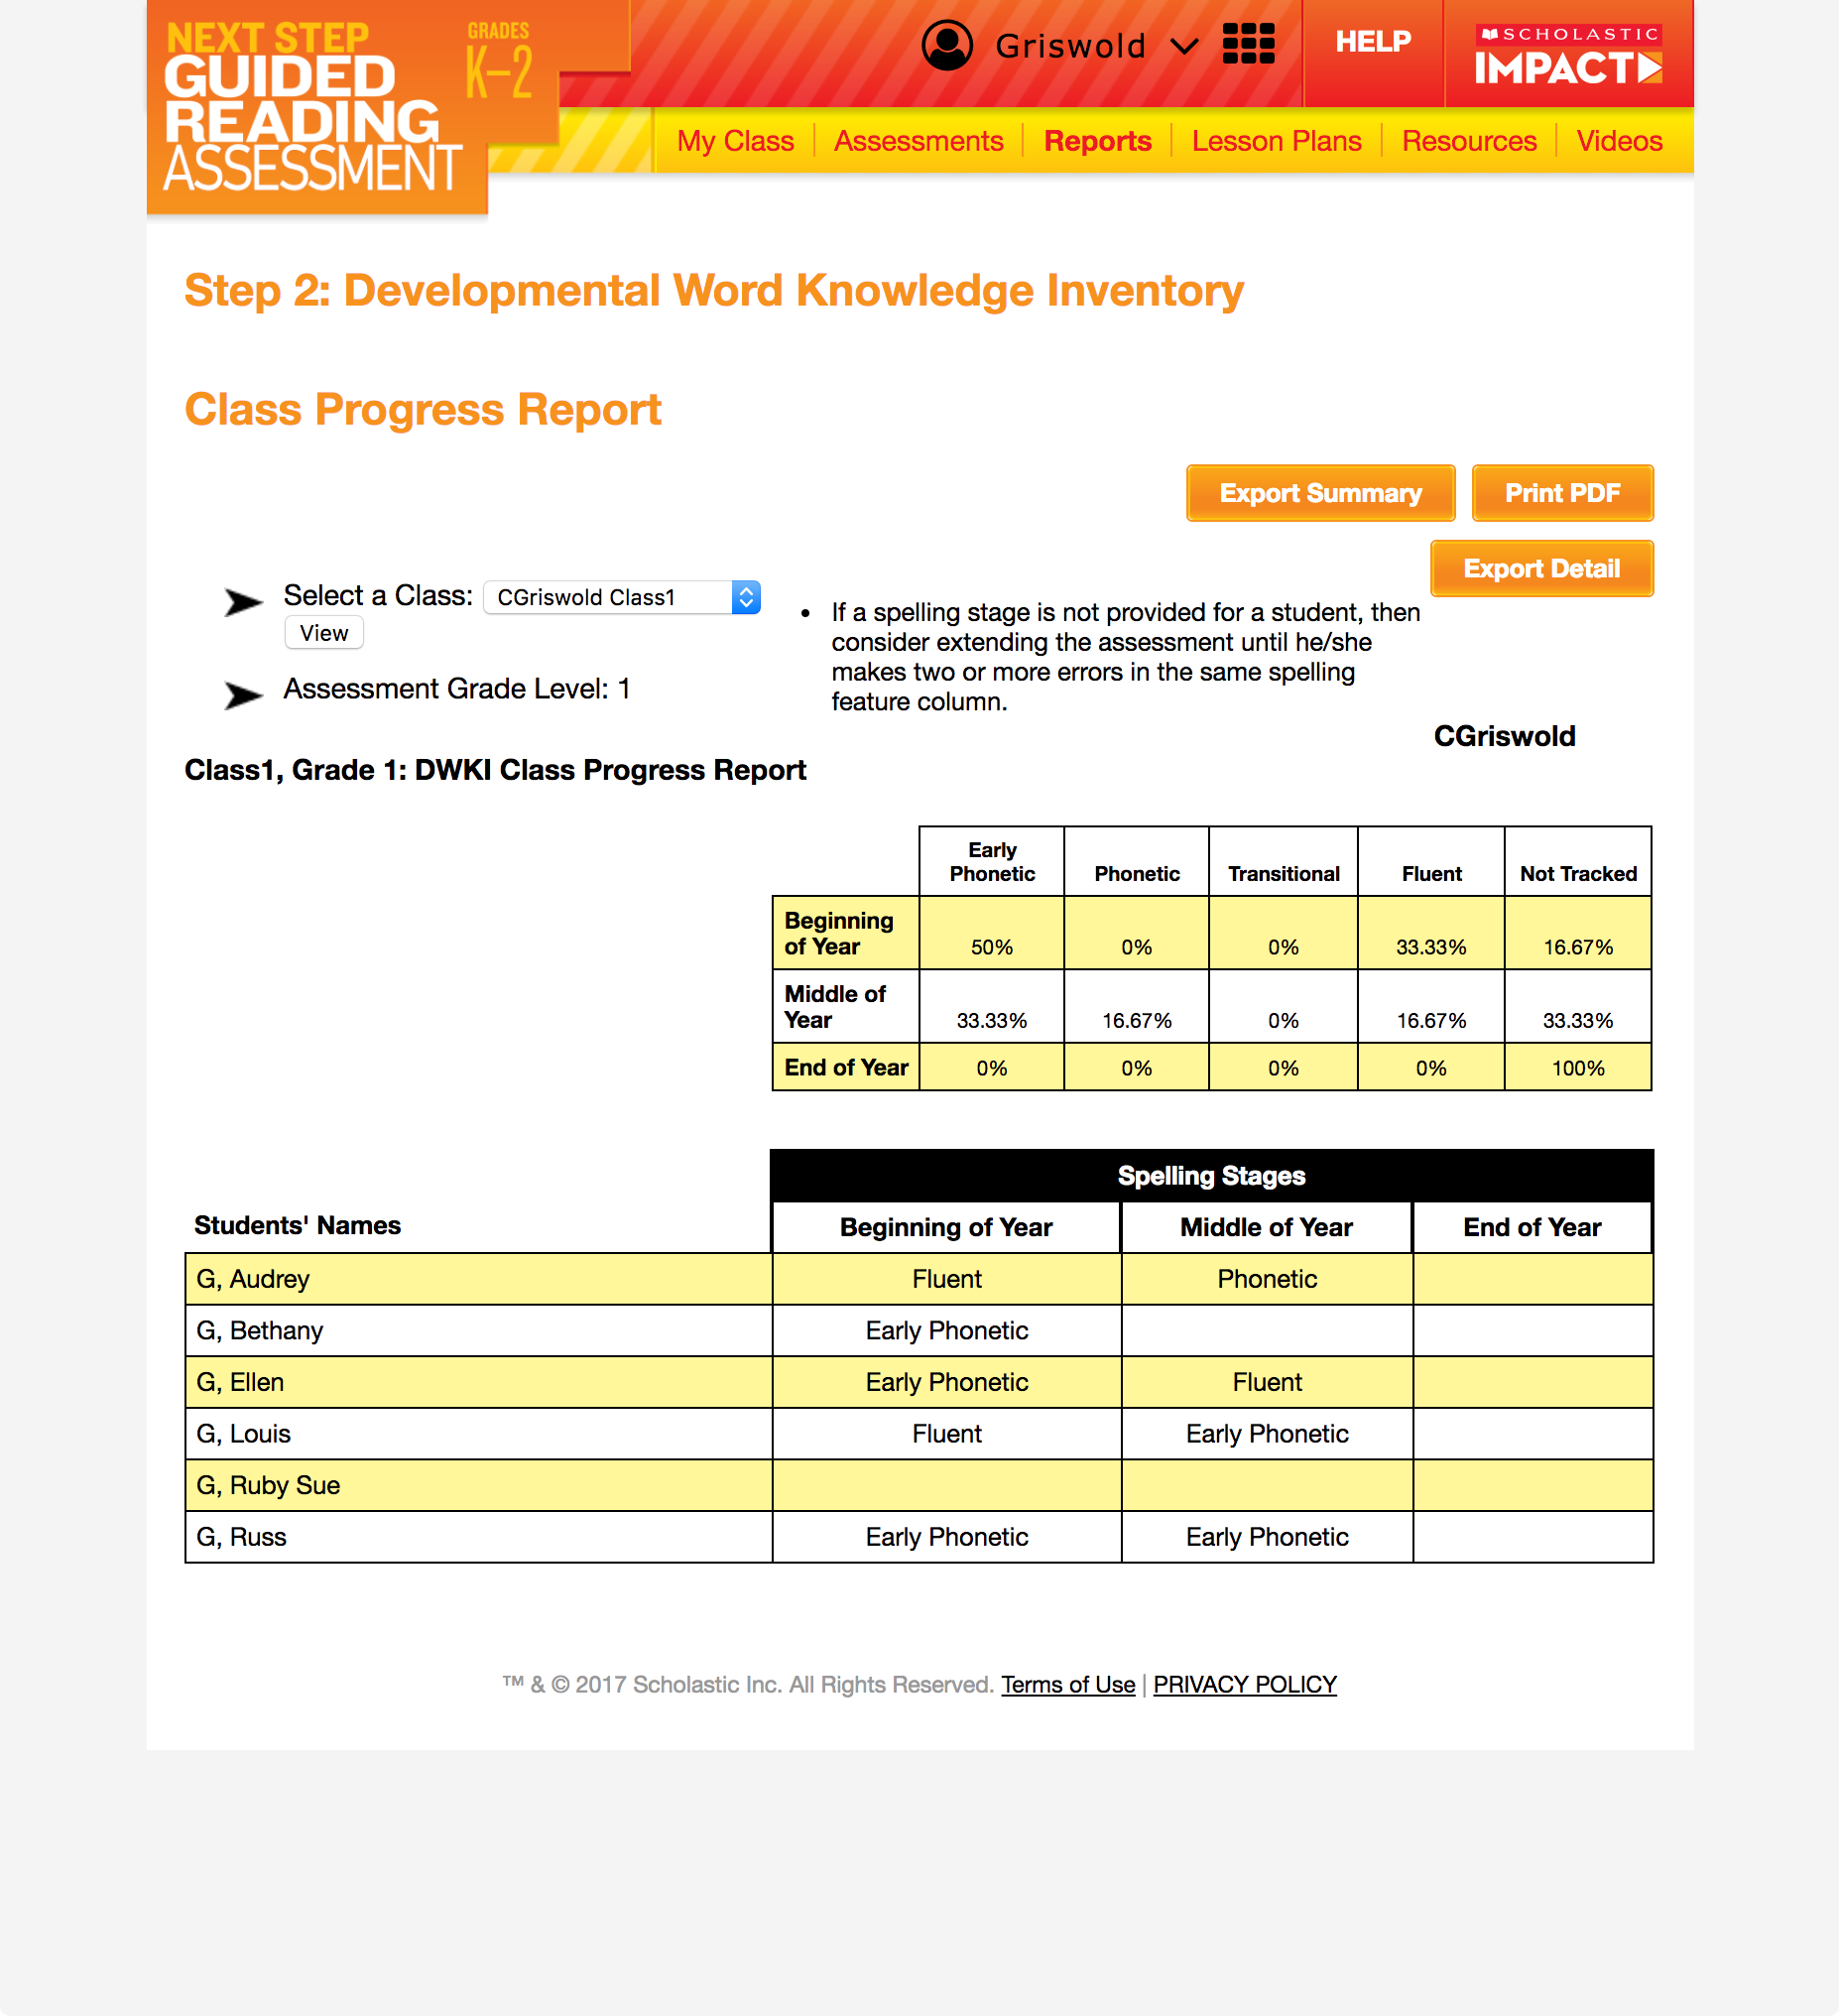 NEXT STEP
GUIDED
READING
ASSESSMENT
GRADES
K–2
Griswold
HELP
SCHOLASTIC
IMPACT
My Class
Assessments
Reports
Lesson Plans
Resources
Videos
Step 2: Developmental Word Knowledge Inventory
Class Progress Report
Export Summary
Print PDF
Export Detail
Select a Class: CGriswold Class1
View
Assessment Grade Level: 1
• If a spelling stage is not provided for a student, then
consider extending the assessment until he/she
makes two or more errors in the same spelling
feature column.
CGriswold
Class1, Grade 1: DWKI Class Progress Report
Early
Phonetic Phonetic Transitional Fluent Not Tracked
Beginning
of Year 50% 0% 0% 33.33% 16.67%
Middle of
Year 33.33% 16.67% 0% 16.67% 33.33%
End of Year 0% 0% 0% 0% 100%
Spelling Stages
Students' Names Beginning of Year Middle of Year End of Year
G, Audrey Fluent Phonetic
G, Bethany Early Phonetic
G, Ellen Early Phonetic Fluent
G, Louis Fluent Early Phonetic
G, Ruby Sue
G, Russ Early Phonetic Early Phonetic
™ & © 2017 Scholastic Inc. All Rights Reserved. Terms of Use | PRIVACY POLICY